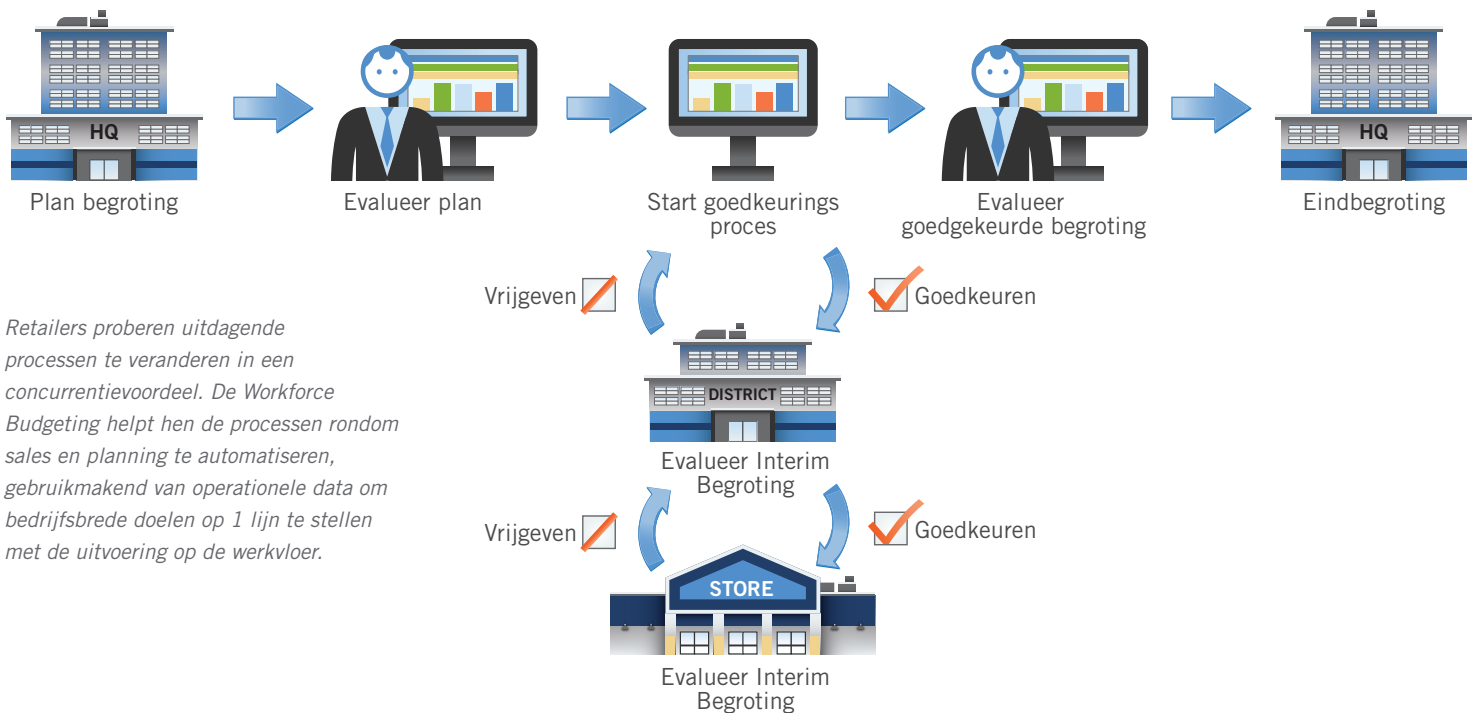 HQ
HQ
Plan begroting
Evalueer plan
Start goedkeurings
proces
Evalueer
goedgekeurde begroting
Eindbegroting
Vrijgeven
Goedkeuren
Retailers proberen uitdagende
processen te veranderen in een
concurrentievoordeel. De Workforce
Budgeting helpt hen de processen rondom
sales en planning te automatiseren,
gebruikmakend van operationele data om
bedrijfsbrede doelen op 1 lijn te stellen
met de uitvoering op de werkvloer.
DISTRICT
Evalueer Interim
Begroting
Vrijgeven
Goedkeuren
STORE
Evalueer Interim
Begroting